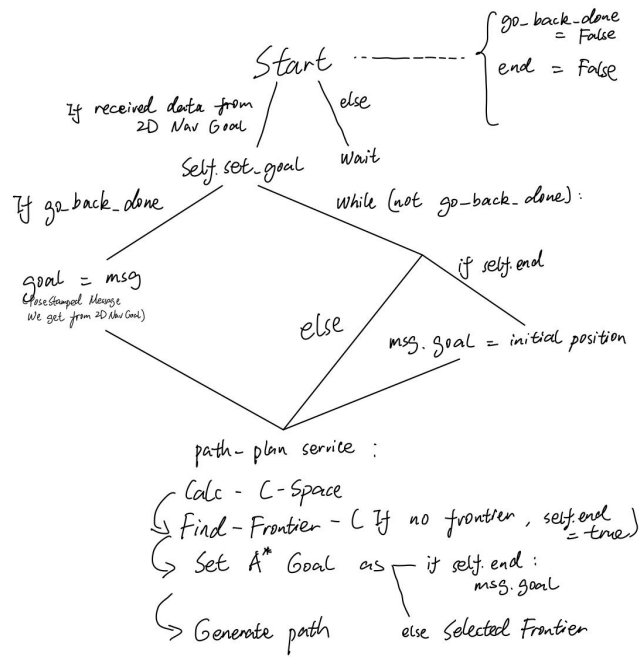 go_back_done
= False
end = False
Start
If received data from
2D Nav Goal
else
wait
Self.set_goal
If go_back_done
while (not go_back_done) :
goal = msg
(PoseStamped Message
We get from 2D Nav Goal)
if self.end
else
msg.goal = initial position
path-plan service :
Calc - C-Space
Find-Frontier - ( If no frontier, self.end
= true)
Set A* Goal as
if self.end :
msg.goal
else Selected Frontier
Generate path